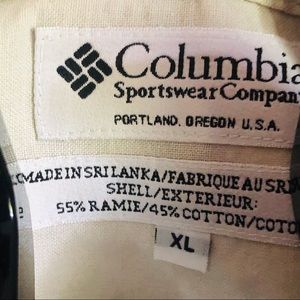 Columbia
Sportswear Compan
PORTLAND, OREGON U.S.A.
MADE IN SRI LANKA/FABRIQUE AU SRI
SHELL/EXTERIEUR:
55% RAMIE/45% COTTON/COTO
XL